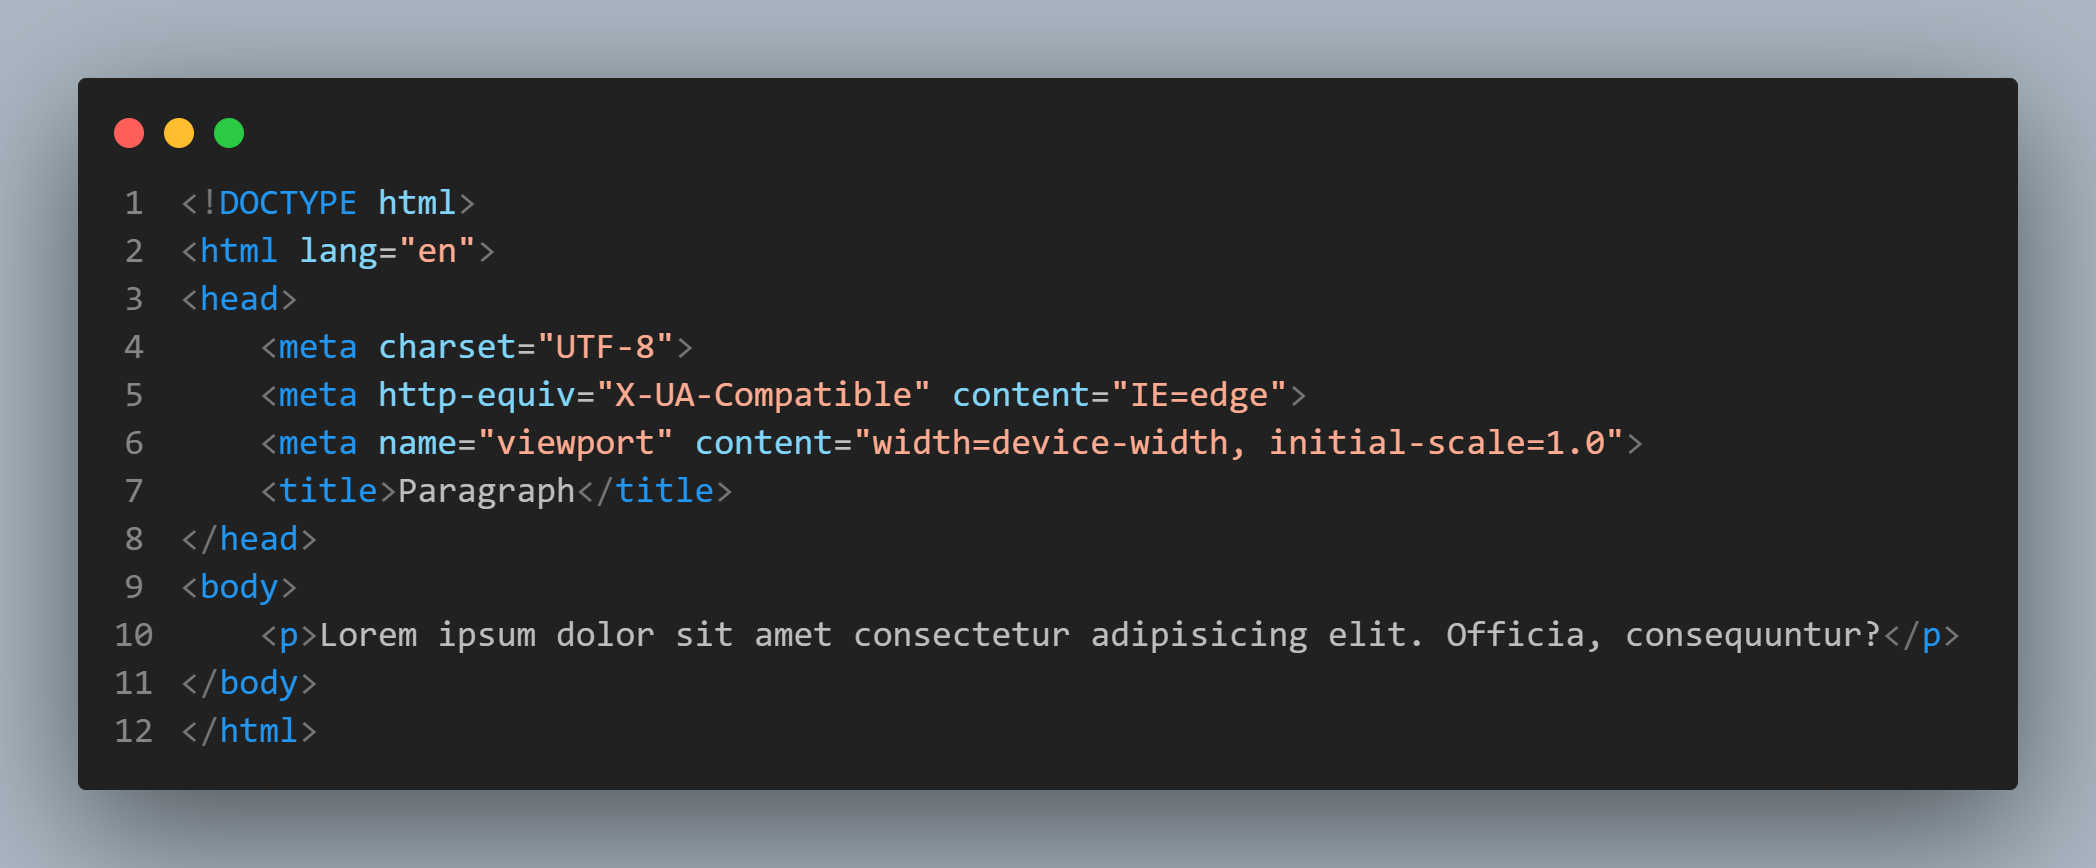 1 <!DOCTYPE html>
2 <html lang="en">
3 <head>
4     <meta charset="UTF-8">
5     <meta http-equiv="X-UA-Compatible" content="IE=edge">
6     <meta name="viewport" content="width=device-width, initial-scale=1.0">
7     <title>Paragraph</title>
8 </head>
9 <body>
10     <p>Lorem ipsum dolor sit amet consectetur adipisicing elit. Officia, consequuntur?</p>
11 </body>
12 </html>